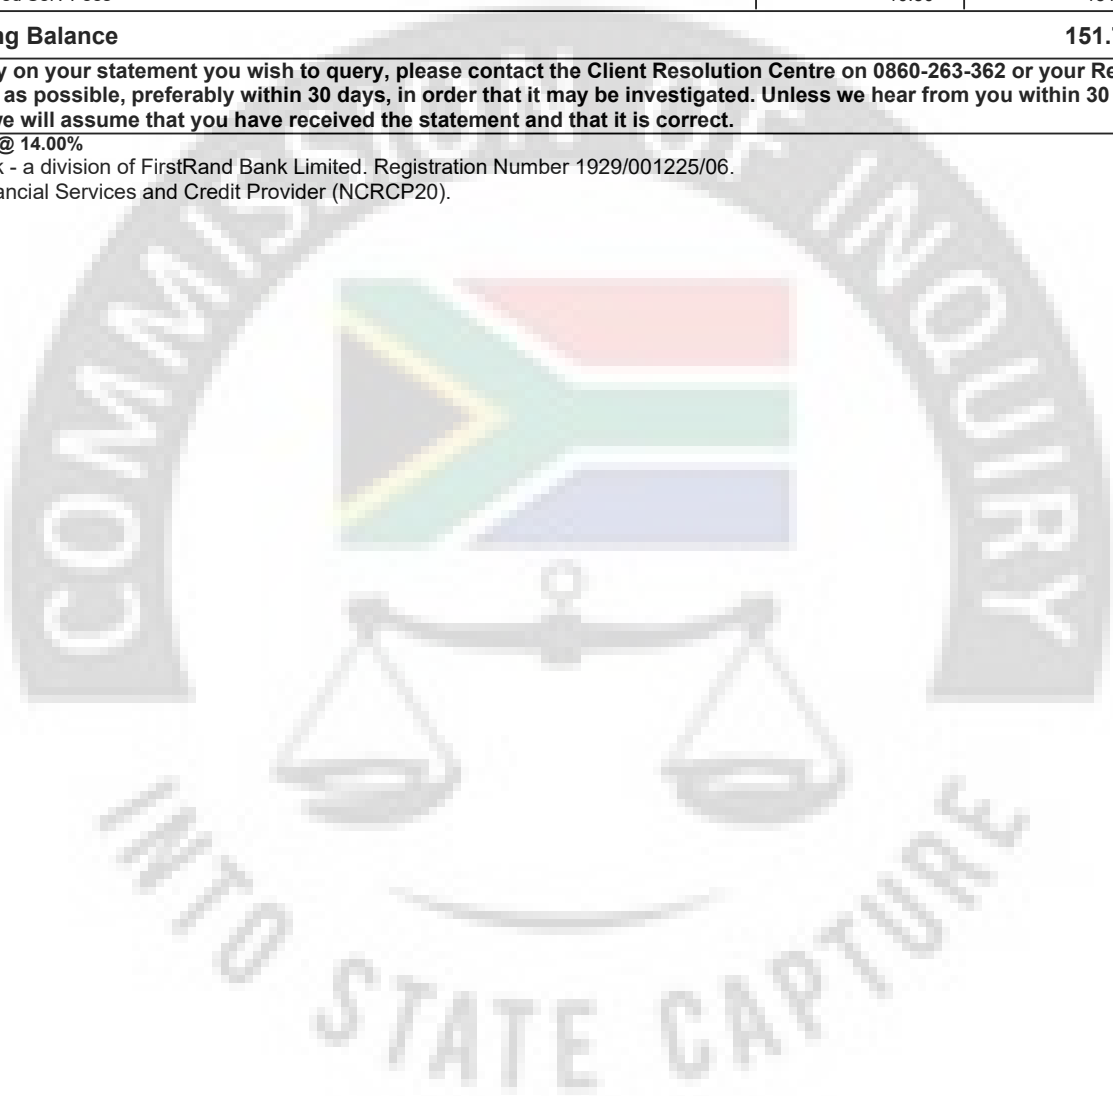 ng Balance 151.
y on your statement you wish to query, please contact the Client Resolution Centre on 0860-263-362 or your Re
as possible, preferably within 30 days, in order that it may be investigated. Unless we hear from you within 30
we will assume that you have received the statement and that it is correct.
@ 14.00%
k - a division of FirstRand Bank Limited. Registration Number 1929/001225/06.
ancial Services and Credit Provider (NCRCP20).
COMMISSION OF INQUIRY
INTO STATE CAPTURE